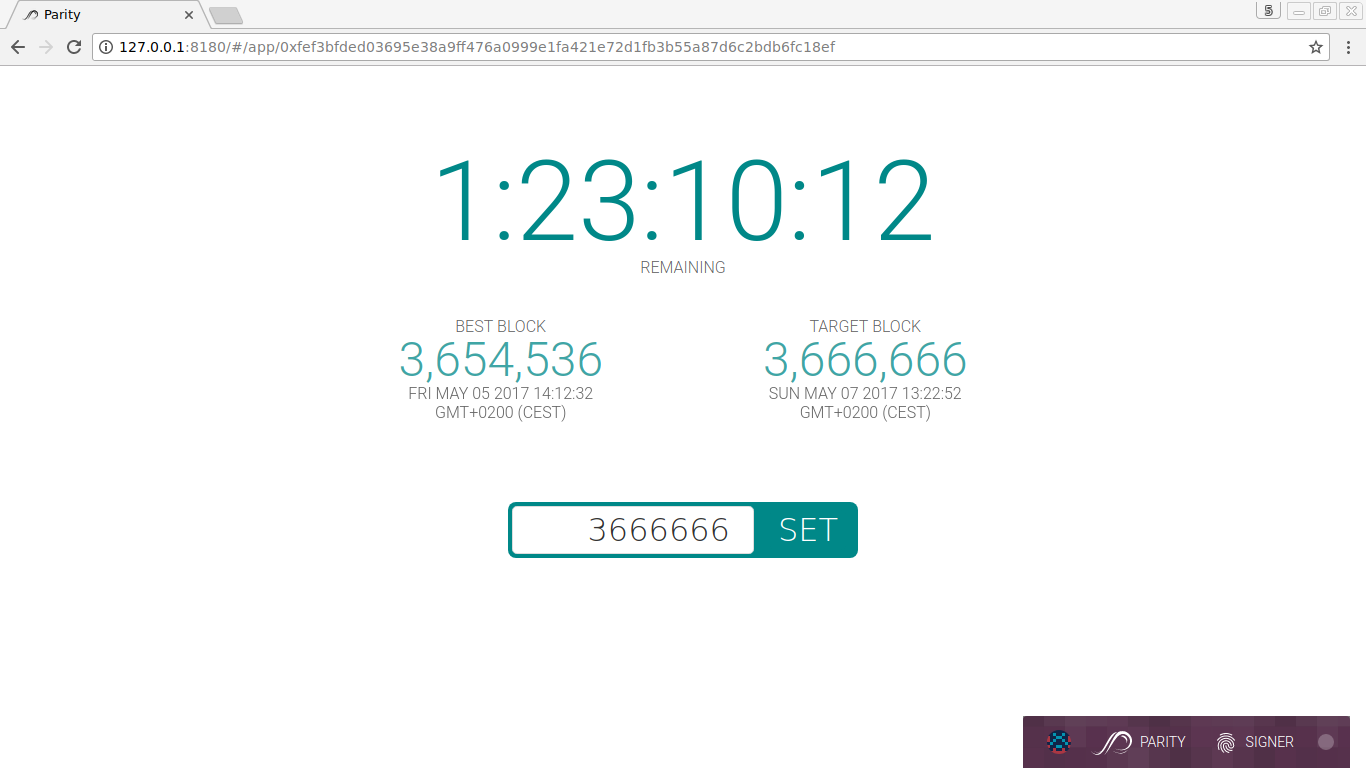 Parity
5
127.0.0.1:8180/#/app/0xfef3bfded03695e38a9ff476a0999e1fa421e72d1fb3b55a87d6c2bdb6fc18ef
1:23:10:12
REMAINING
BEST BLOCK
3,654,536
FRI MAY 05 2017 14:12:32
GMT+0200 (CEST)
TARGET BLOCK
3,666,666
SUN MAY 07 2017 13:22:52
GMT+0200 (CEST)
3666666 SET
PARITY SIGNER